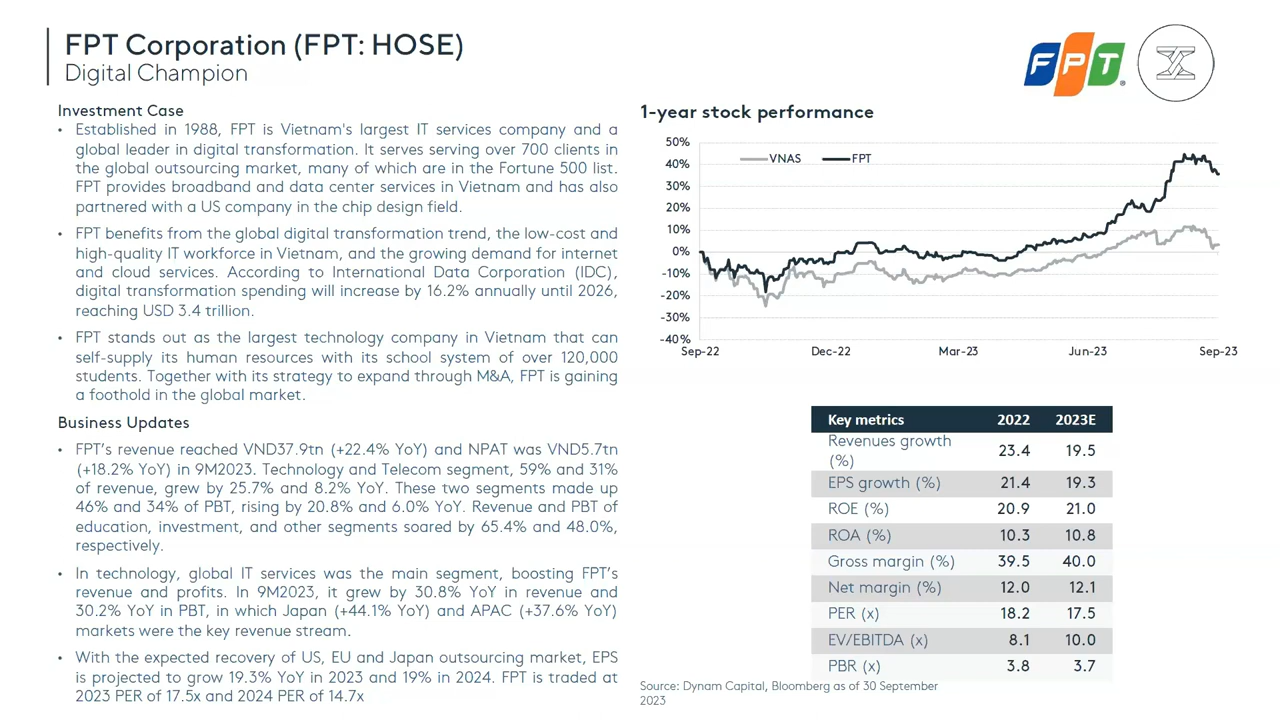 FPT Corporation (FPT: HOSE)
Digital Champion
FPT®
Investment Case
• Established in 1988, FPT is Vietnam's largest IT services company and a
global leader in digital transformation. It serves serving over 700 clients in
the global outsourcing market, many of which are in the Fortune 500 list.
FPT provides broadband and data center services in Vietnam and has also
partnered with a US company in the chip design field.
• FPT benefits from the global digital transformation trend, the low-cost and
high-quality IT workforce in Vietnam, and the growing demand for internet
and cloud services. According to International Data Corporation (IDC),
digital transformation spending will increase by 16.2% annually until 2026,
reaching USD 3.4 trillion.
• FPT stands out as the largest technology company in Vietnam that can
self-supply its human resources with its school system of over 120,000
students. Together with its strategy to expand through M&A, FPT is gaining
a foothold in the global market.
Business Updates
• FPT’s revenue reached VND37.9tn (+22.4% YoY) and NPAT was VND5.7tn
(+18.2% YoY) in 9M2023. Technology and Telecom segment, 59% and 31%
of revenue, grew by 25.7% and 8.2% YoY. These two segments made up
46% and 34% of PBT, rising by 20.8% and 6.0% YoY. Revenue and PBT of
education, investment, and other segments soared by 65.4% and 48.0%,
respectively.
• In technology, global IT services was the main segment, boosting FPT’s
revenue and profits. In 9M2023, it grew by 30.8% YoY in revenue and
30.2% YoY in PBT, in which Japan (+44.1% YoY) and APAC (+37.6% YoY)
markets were the key revenue stream.
• With the expected recovery of US, EU and Japan outsourcing market, EPS
is projected to grow 19.3% YoY in 2023 and 19% in 2024. FPT is traded at
2023 PER of 17.5x and 2024 PER of 14.7x
1-year stock performance
VNAS FPT
50%
40%
30%
20%
10%
0%
-10%
-20%
-30%
-40%
Sep-22 Dec-22 Mar-23 Jun-23 Sep-23
Key metrics 2022 2023E
Revenues growth
(%) 23.4 19.5
EPS growth (%) 21.4 19.3
ROE (%) 20.9 21.0
ROA (%) 10.3 10.8
Gross margin (%) 39.5 40.0
Net margin (%) 12.0 12.1
PER (x) 18.2 17.5
EV/EBITDA (x) 8.1 10.0
PBR (x) 3.8 3.7
Source: Dynam Capital, Bloomberg as of 30 September
2023